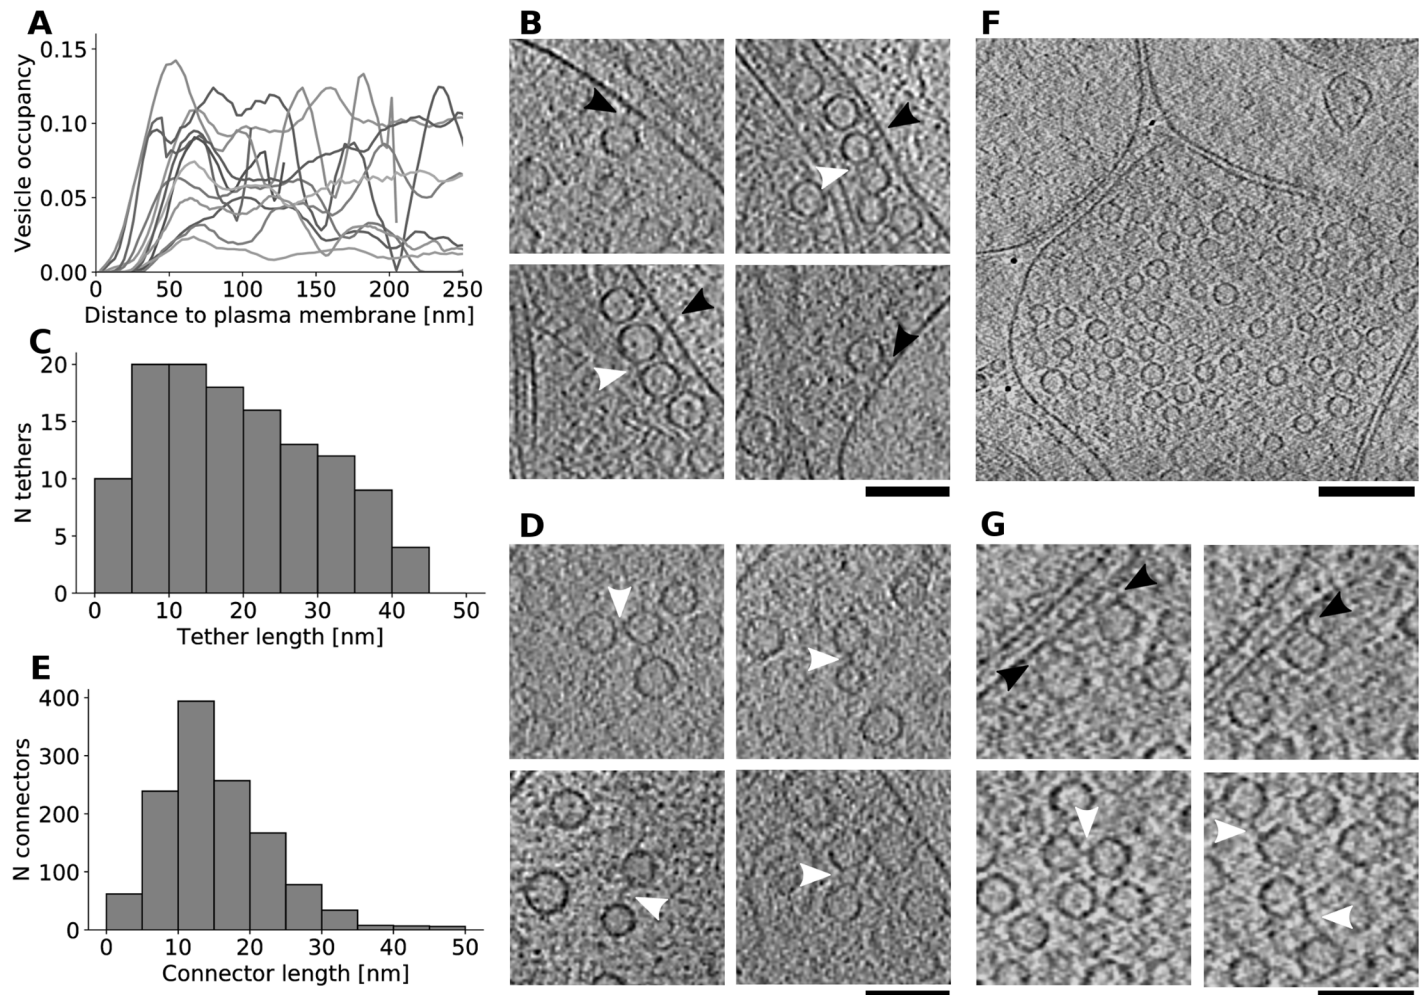 A
0.15
0.10
0.05
0.00
Vesicle occupancy
0 50 100 150 200 250
Distance to plasma membrane [nm]
B
C
20
15
10
5
0
N tethers
0 10 20 30 40 50
Tether length [nm]
D
E
400
300
200
100
0
N connectors
0 10 20 30 40 50
Connector length [nm]
F
G